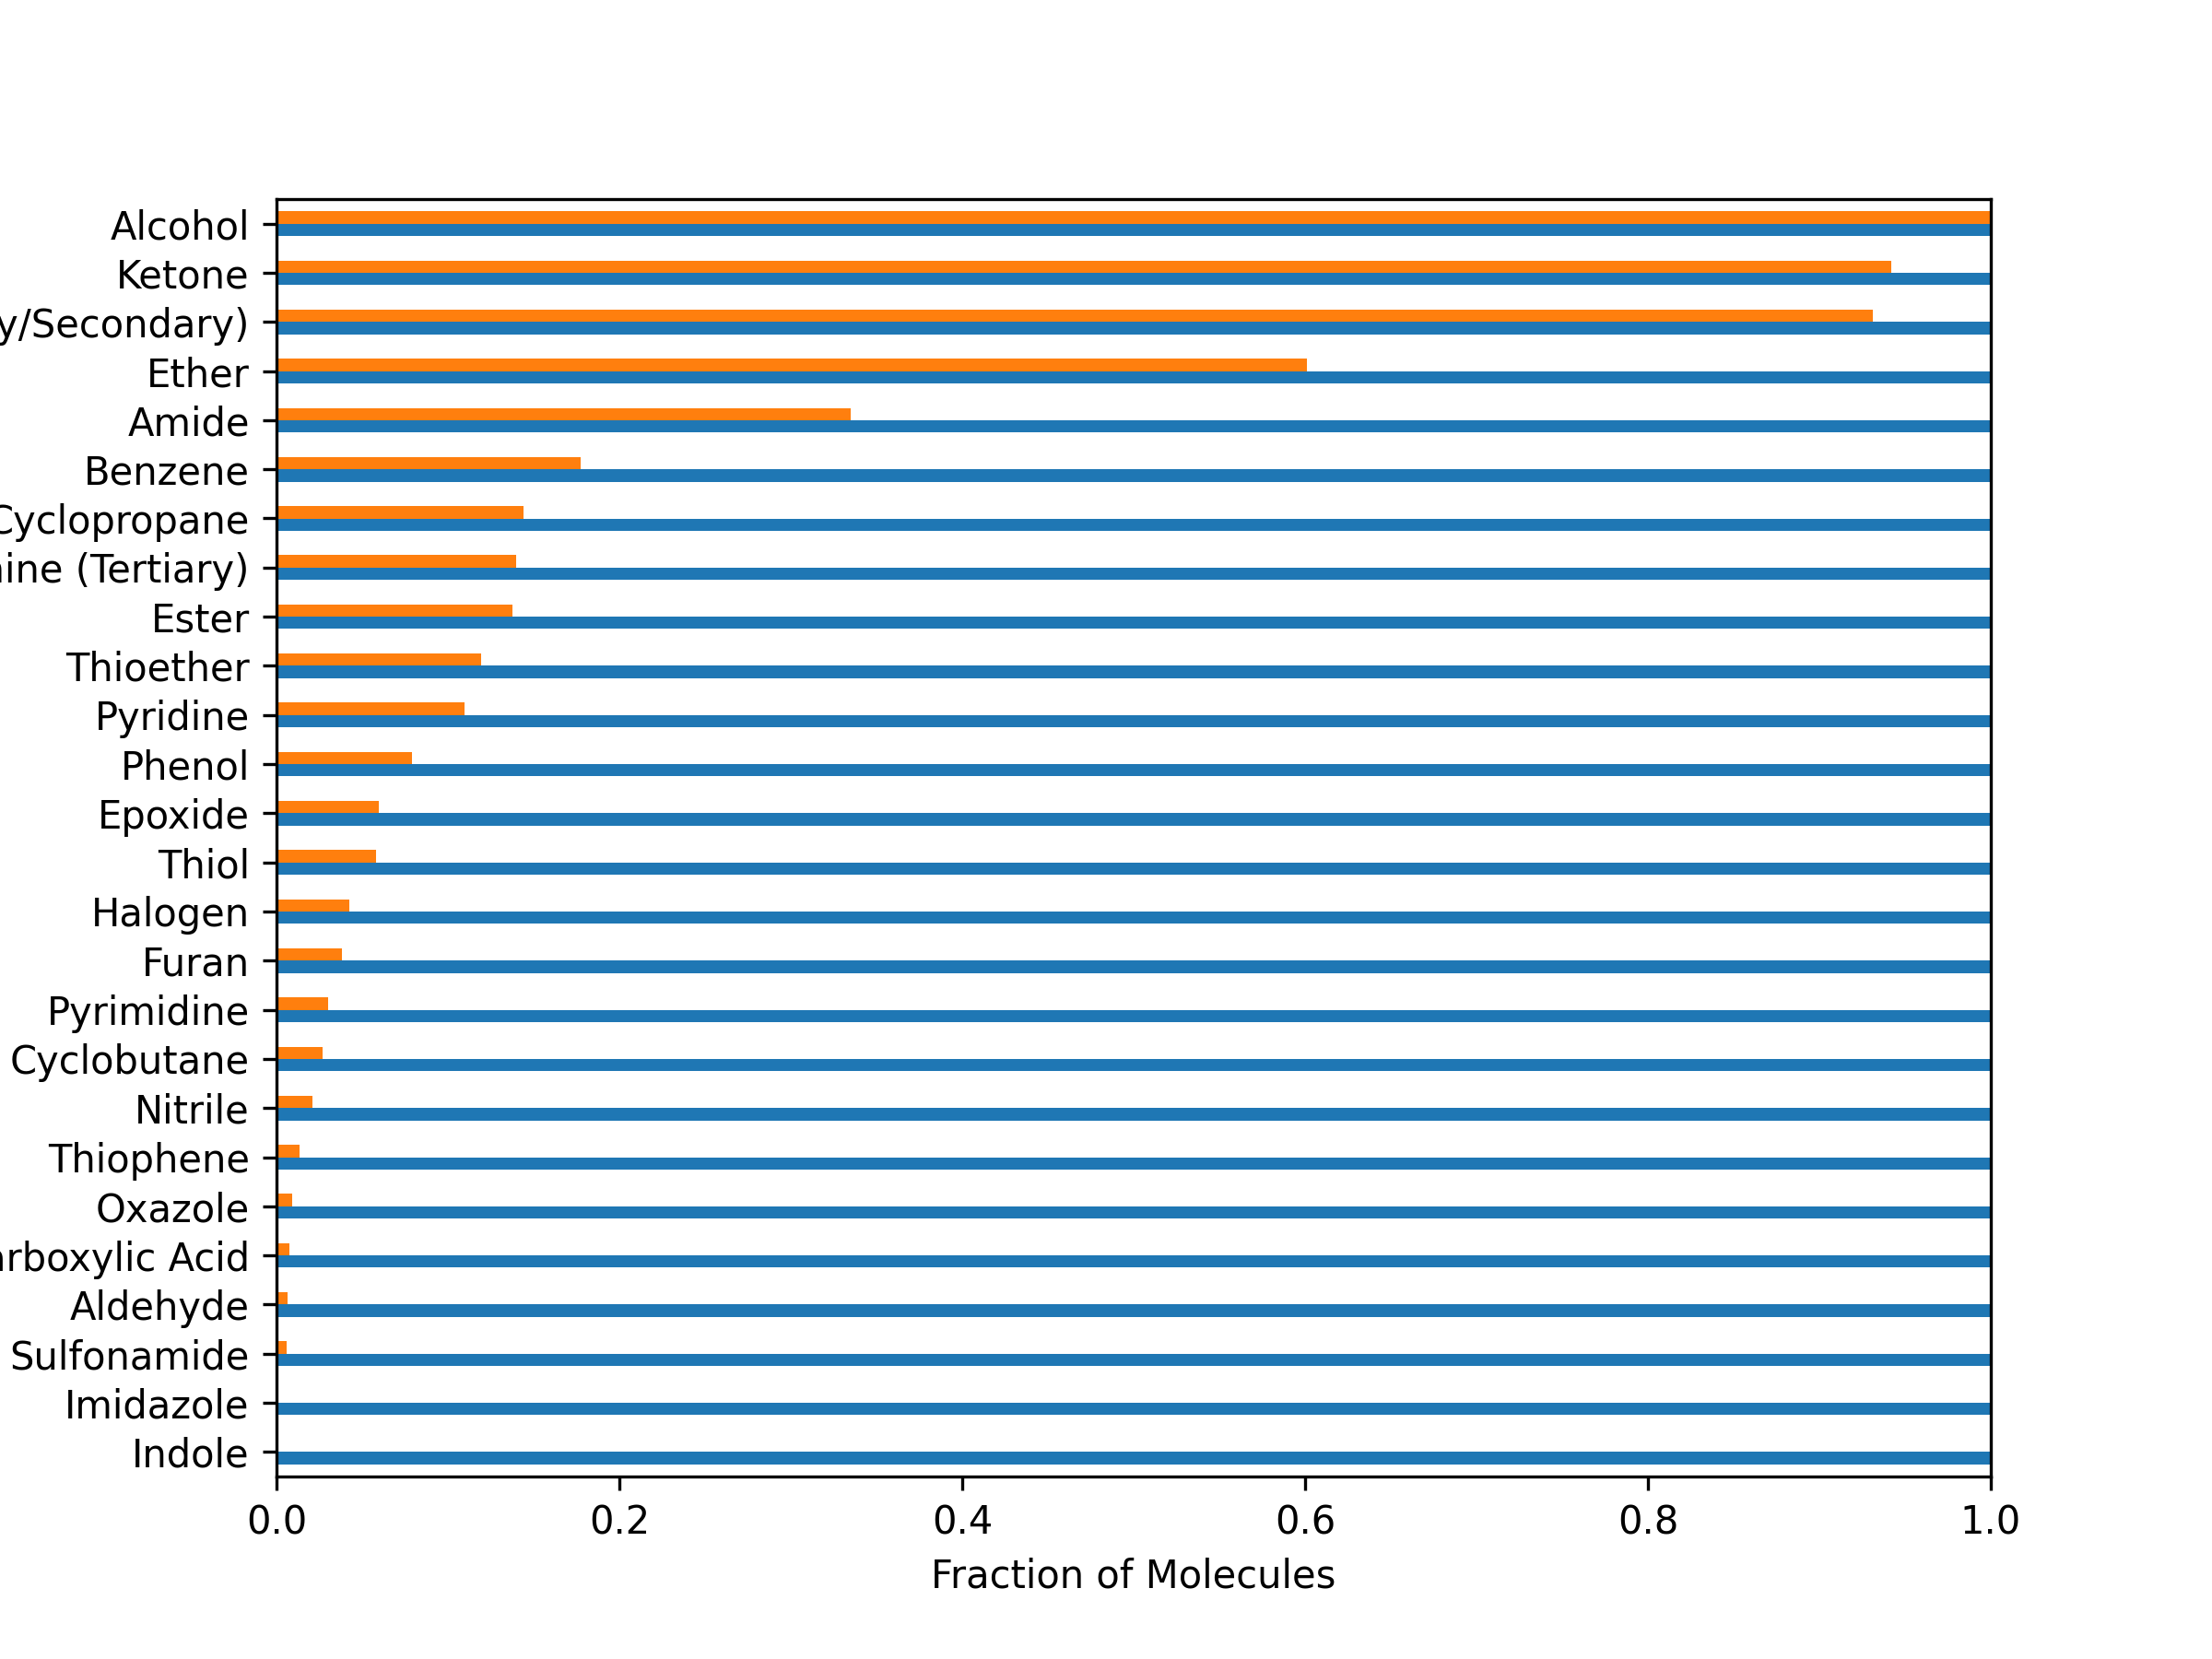 Alcohol
Ketone
y/Secondary)
Ether
Amide
Benzene
Cyclopropane
ine (Tertiary)
Ester
Thioether
Pyridine
Phenol
Epoxide
Thiol
Halogen
Furan
Pyrimidine
Cyclobutane
Nitrile
Thiophene
Oxazole
rboxylic Acid
Aldehyde
Sulfonamide
Imidazole
Indole
0.0 0.2 0.4 0.6 0.8 1.0
Fraction of Molecules